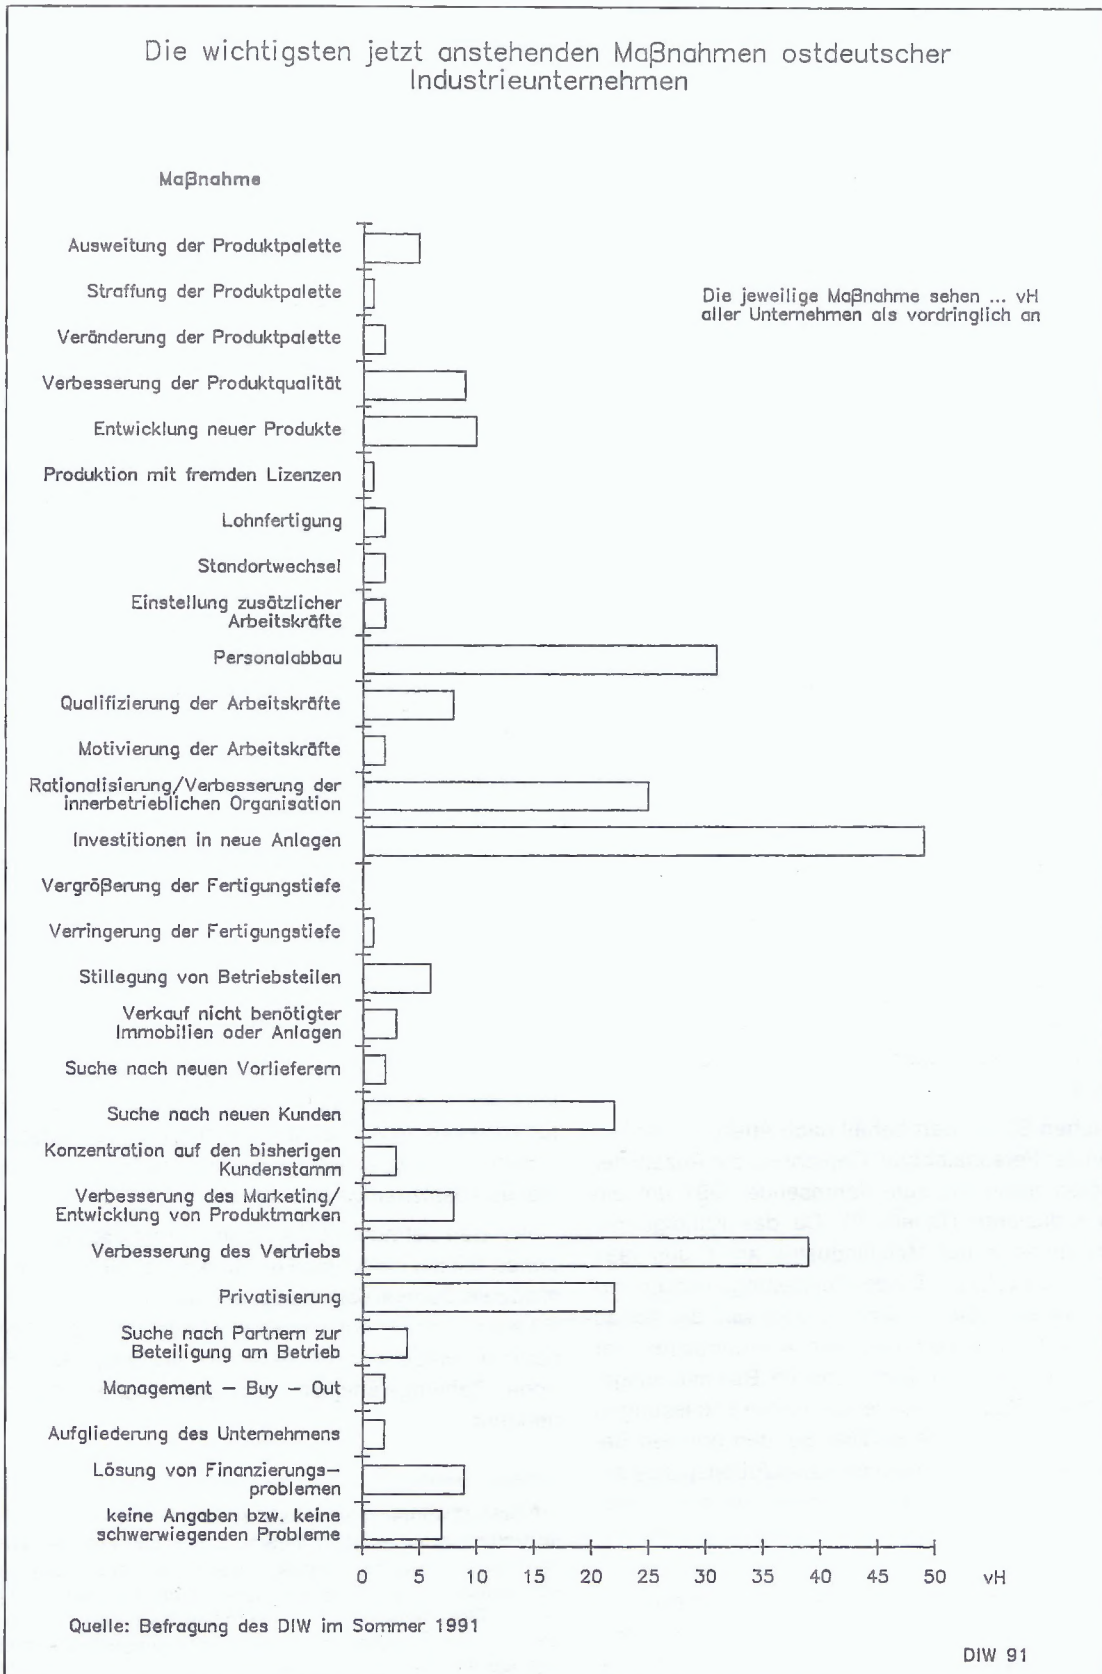 Die wichtigsten jetzt anstehenden Maßnahmen ostdeutscher
Industrieunternehmen
Maßnahme
Die jeweilige Maßnahme sehen ... vH
aller Unternehmen als vordringlich an
Ausweitung der Produktpalette
Straffung der Produktpalette
Veränderung der Produktpalette
Verbesserung der Produktqualität
Entwicklung neuer Produkte
Produktion mit fremden Lizenzen
Lohnfertigung
Standortwechsel
Einstellung zusätzlicher
Arbeitskräfte
Personalabbau
Qualifizierung der Arbeitskräfte
Motivierung der Arbeitskräfte
Rationalisierung/Verbesserung der
innerbetrieblichen Organisation
Investitionen in neue Anlagen
Vergrößerung der Fertigungstiefe
Verringerung der Fertigungstiefe
Stillegung von Betriebsteilen
Verkauf nicht benötigter
Immobilien oder Anlagen
Suche nach neuen Vorlieferern
Suche nach neuen Kunden
Konzentration auf den bisherigen
Kundenstamm
Verbesserung des Marketing/
Entwicklung von Produktmarken
Verbesserung des Vertriebs
Privatisierung
Suche nach Partnern zur
Beteiligung am Betrieb
Management – Buy – Out
Aufgliederung des Unternehmens
Lösung von Finanzierungs–
problemen
keine Angaben bzw. keine
schwerwiegenden Probleme
0 5 10 15 20 25 30 35 40 45 50 vH
Quelle: Befragung des DIW im Sommer 1991
DIW 91